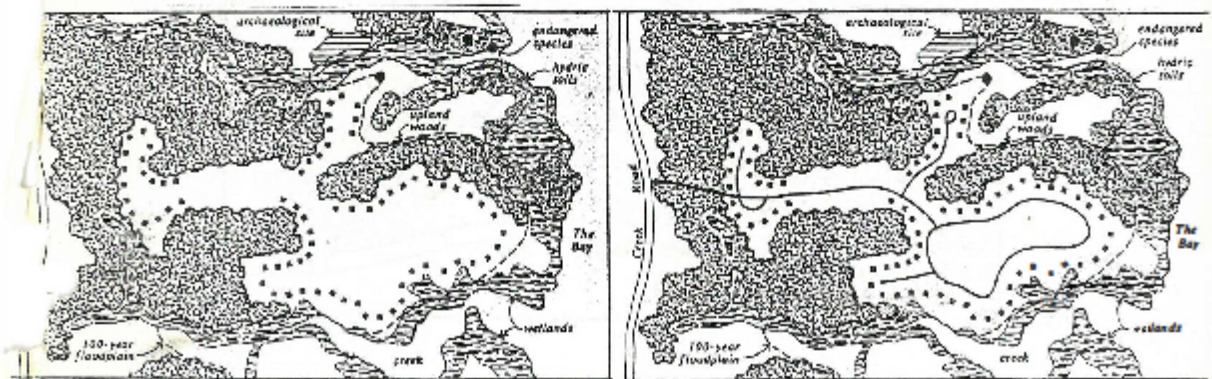 archaeological
site
endangered
species
hydric
soils
upland
woods
The
Bay
wetlands
100-year
floodplain
creek
archaeological
site
endangered
species
hydric
soils
upland
woods
Creek Road
The
Bay
wetlands
100-year
floodplain
creek